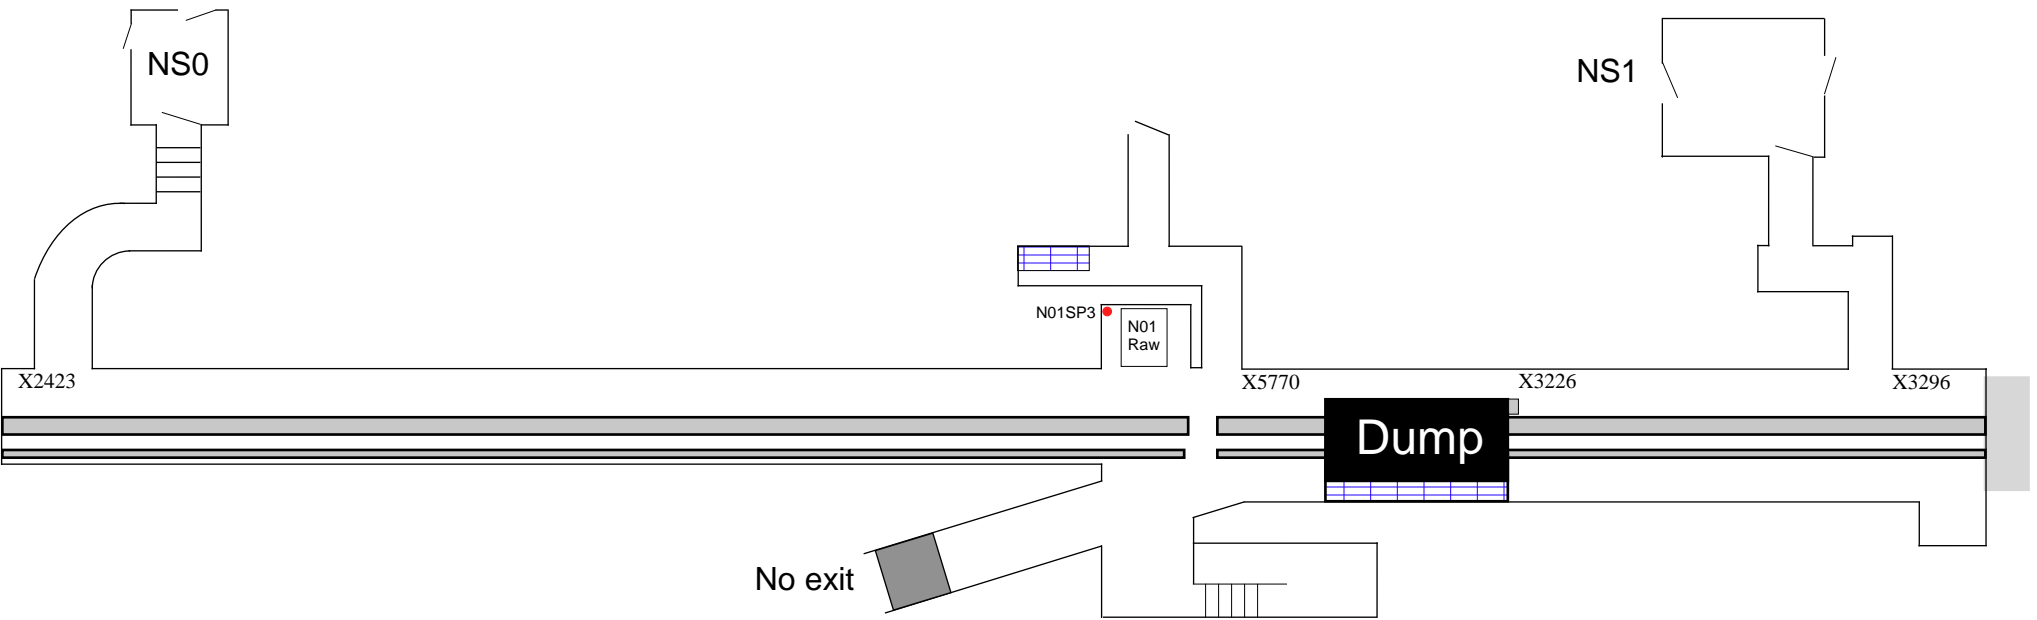 NS0
NS1
N01SP3
N01
Raw
X2423
X5770
X3226
X3296
Dump
No exit